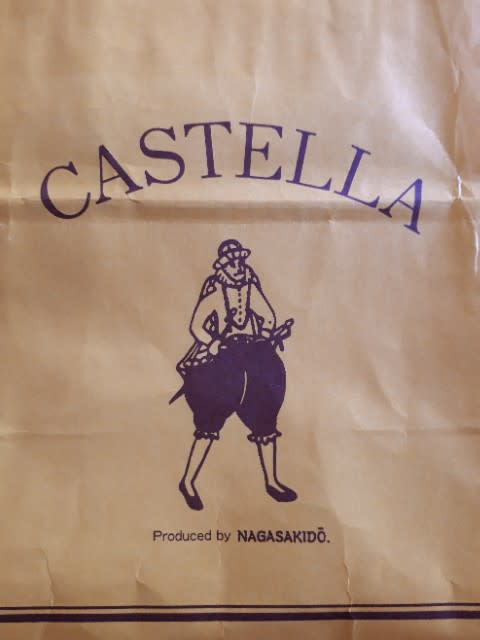 CASTELLA
Produced by NAGASAKIDŌ.